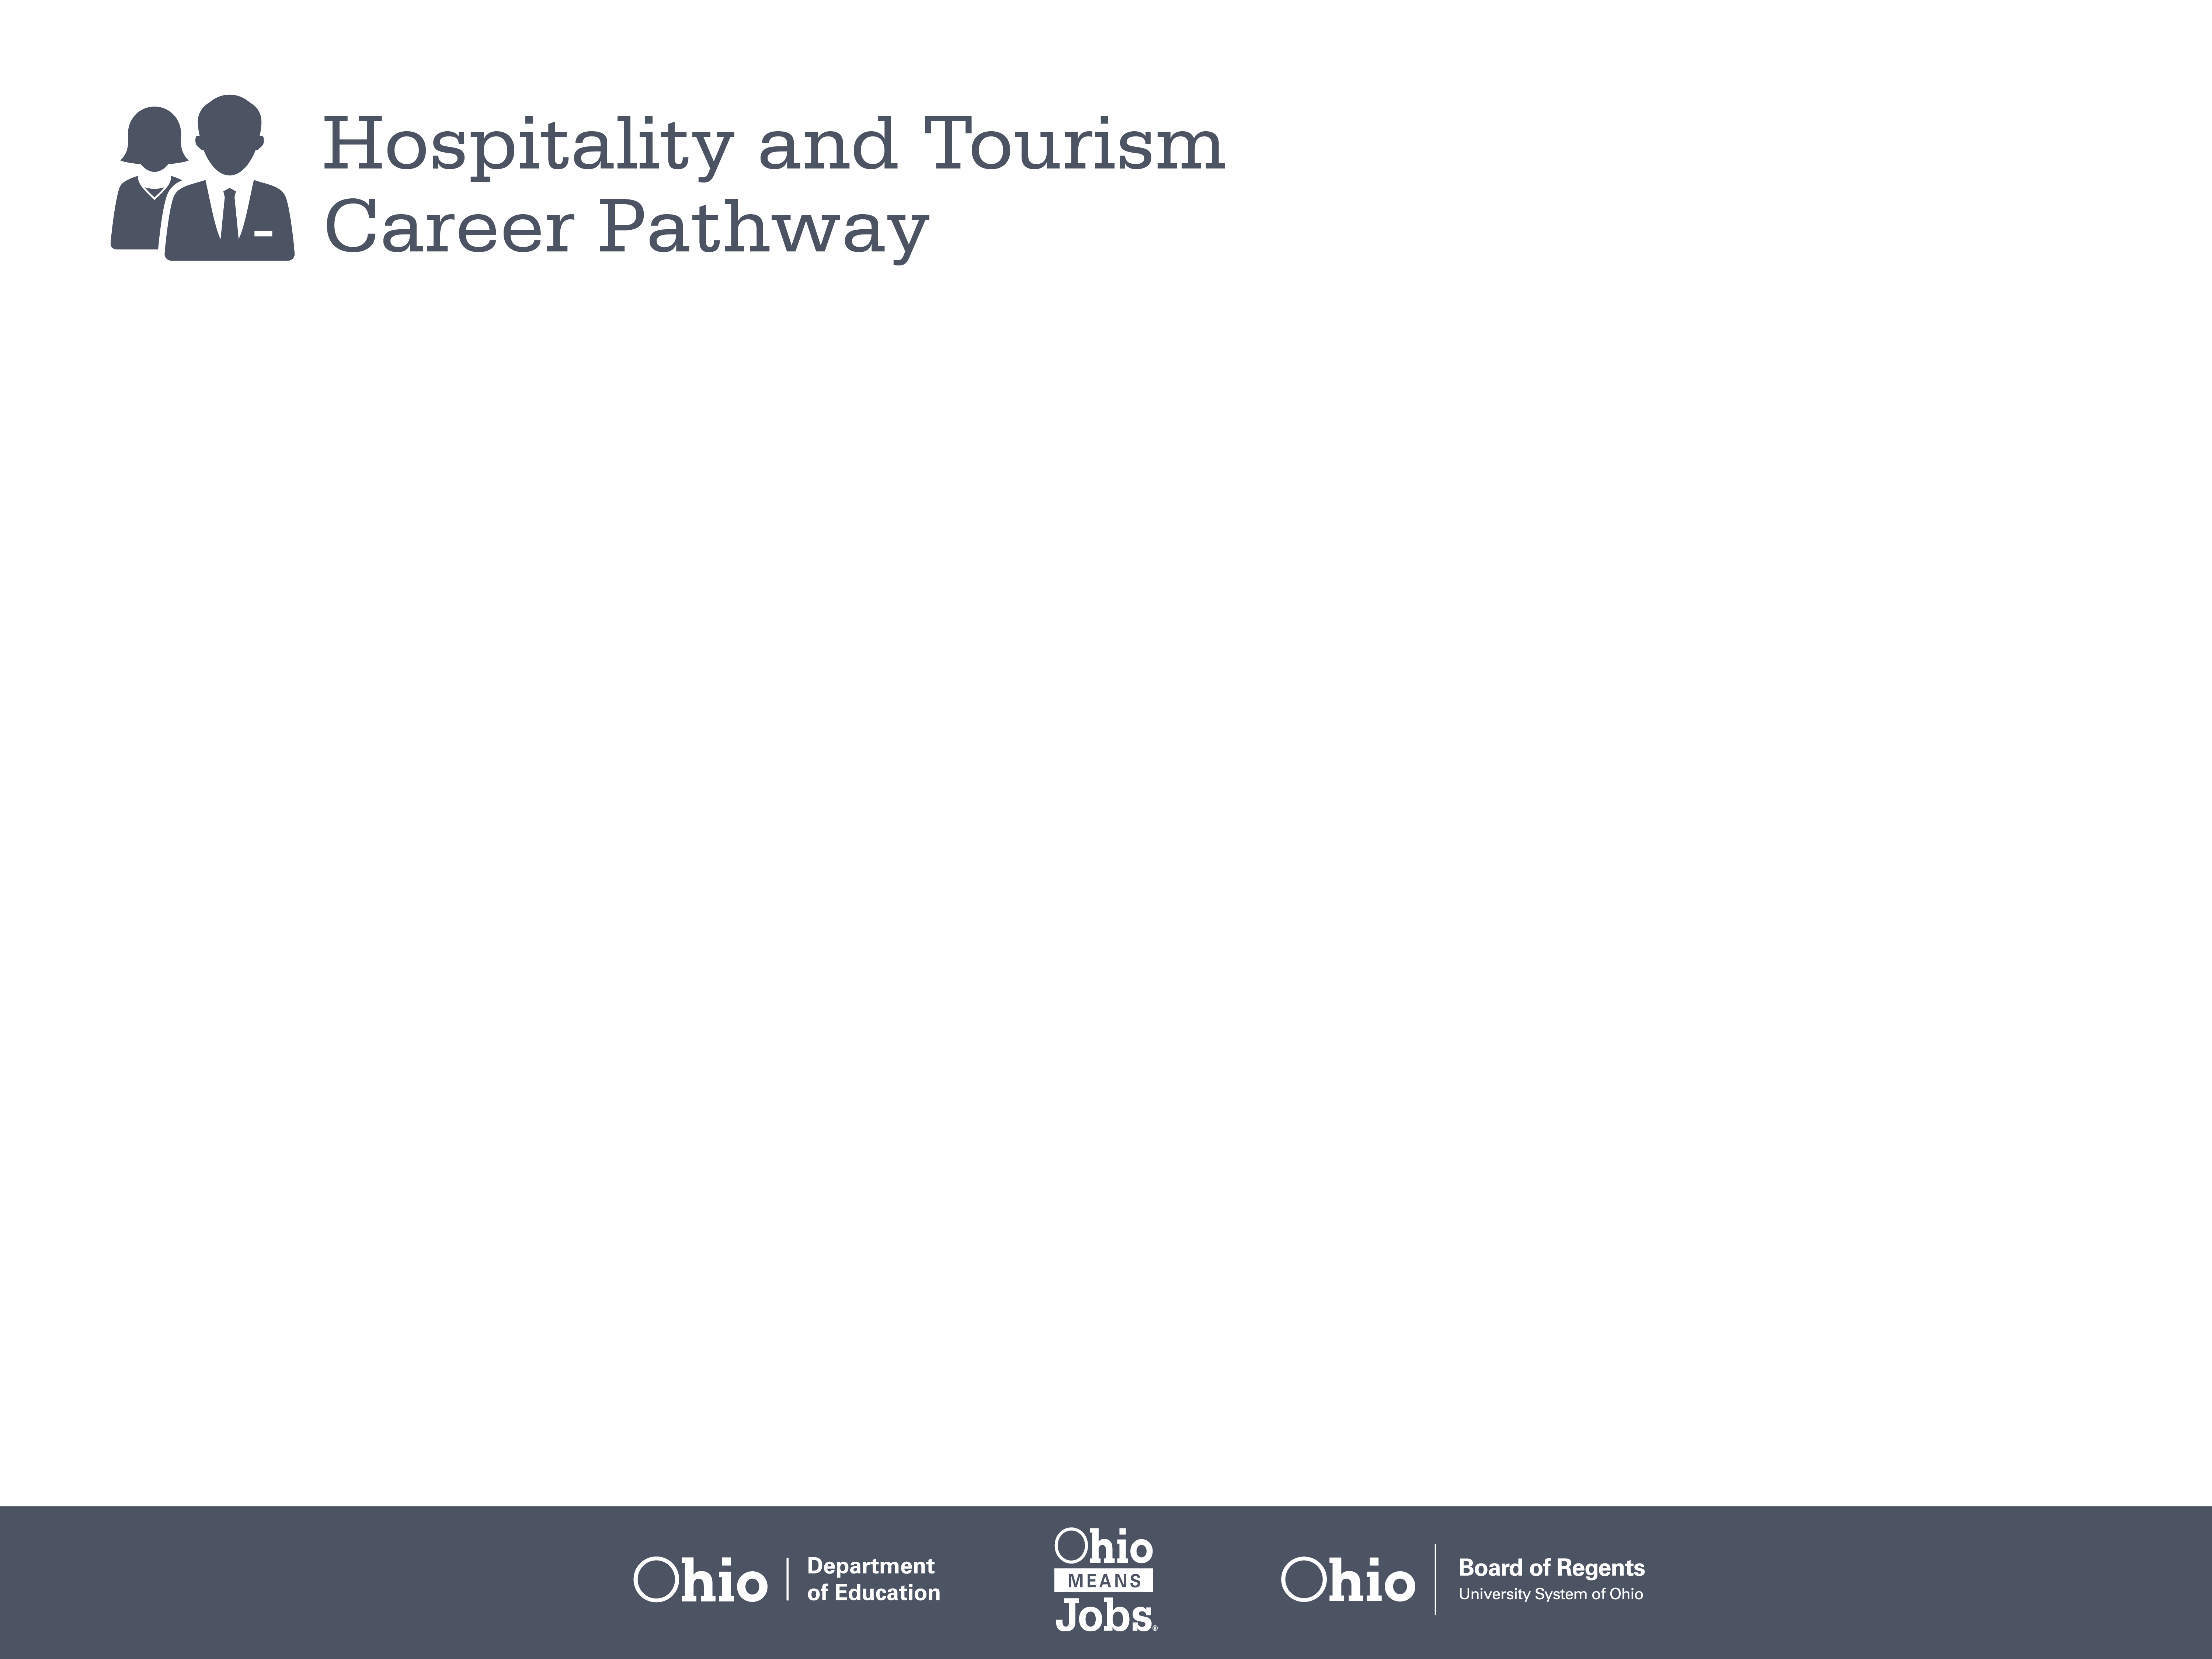 Hospitality and Tourism
Career Pathway
Ohio
Department
of Education
Ohio
MEANS
Jobs®
Ohio
Board of Regents
University System of Ohio